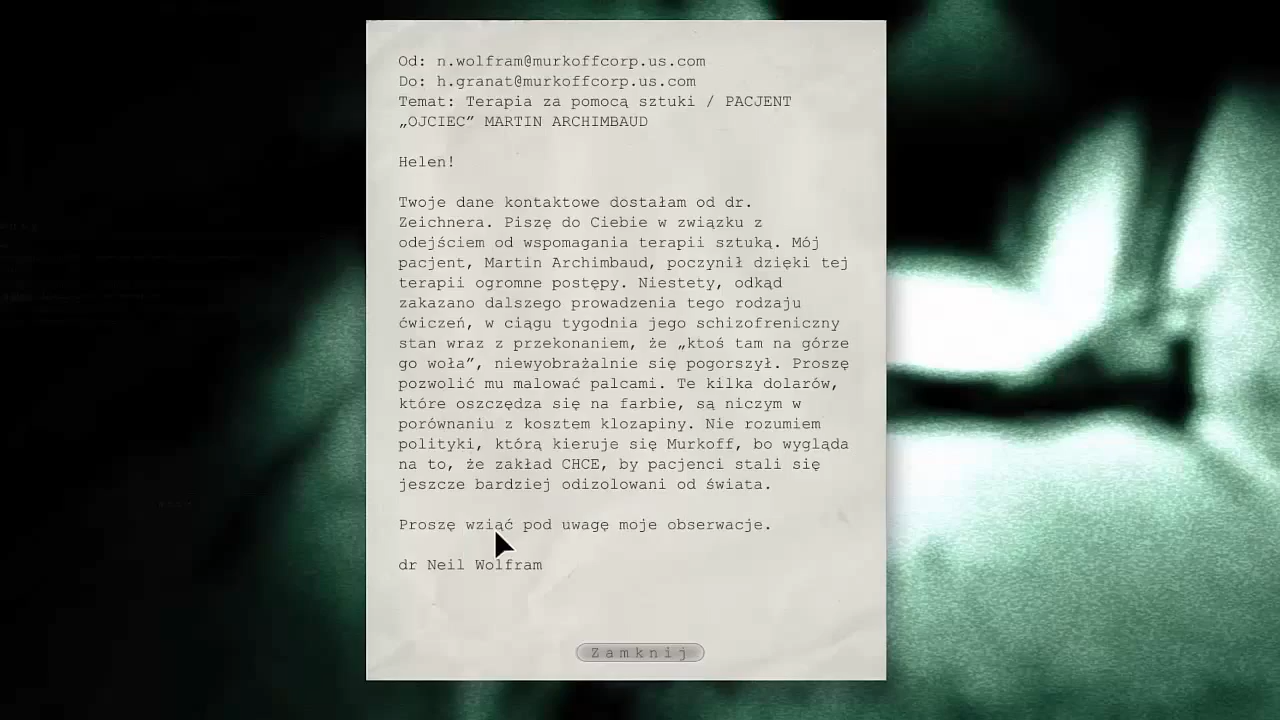 Od: n.wolfram@murkoffcorp.us.com
Do: h.granat@murkoffcorp.us.com
Temat: Terapia za pomocą sztuki / PACJENT
„OJCIEC” MARTIN ARCHIMBAUD
Helen!
Twoje dane kontaktowe dostałam od dr.
Zeichnera. Piszę do Ciebie w związku z
odejściem od wspomagania terapii sztuką. Mój
pacjent, Martin Archimbaud, poczynił dzięki tej
terapii ogromne postępy. Niestety, odkąd
zakazano dalszego prowadzenia tego rodzaju
ćwiczeń, w ciągu tygodnia jego schizofreniczny
stan wraz z przekonaniem, że „ktoś tam na górze
go woła”, niewyobrażalnie się pogorszył. Proszę
pozwolić mu malować palcami. Te kilka dolarów,
które oszczędza się na farbie, są niczym w
porównaniu z kosztem klozapiny. Nie rozumiem
polityki, którą kieruje się Murkoff, bo wygląda
na to, że zakład CHCE, by pacjenci stali się
jeszcze bardziej odizolowani od świata.
Proszę wziąć pod uwagę moje obserwacje.
dr Neil Wolfram
Zamknij